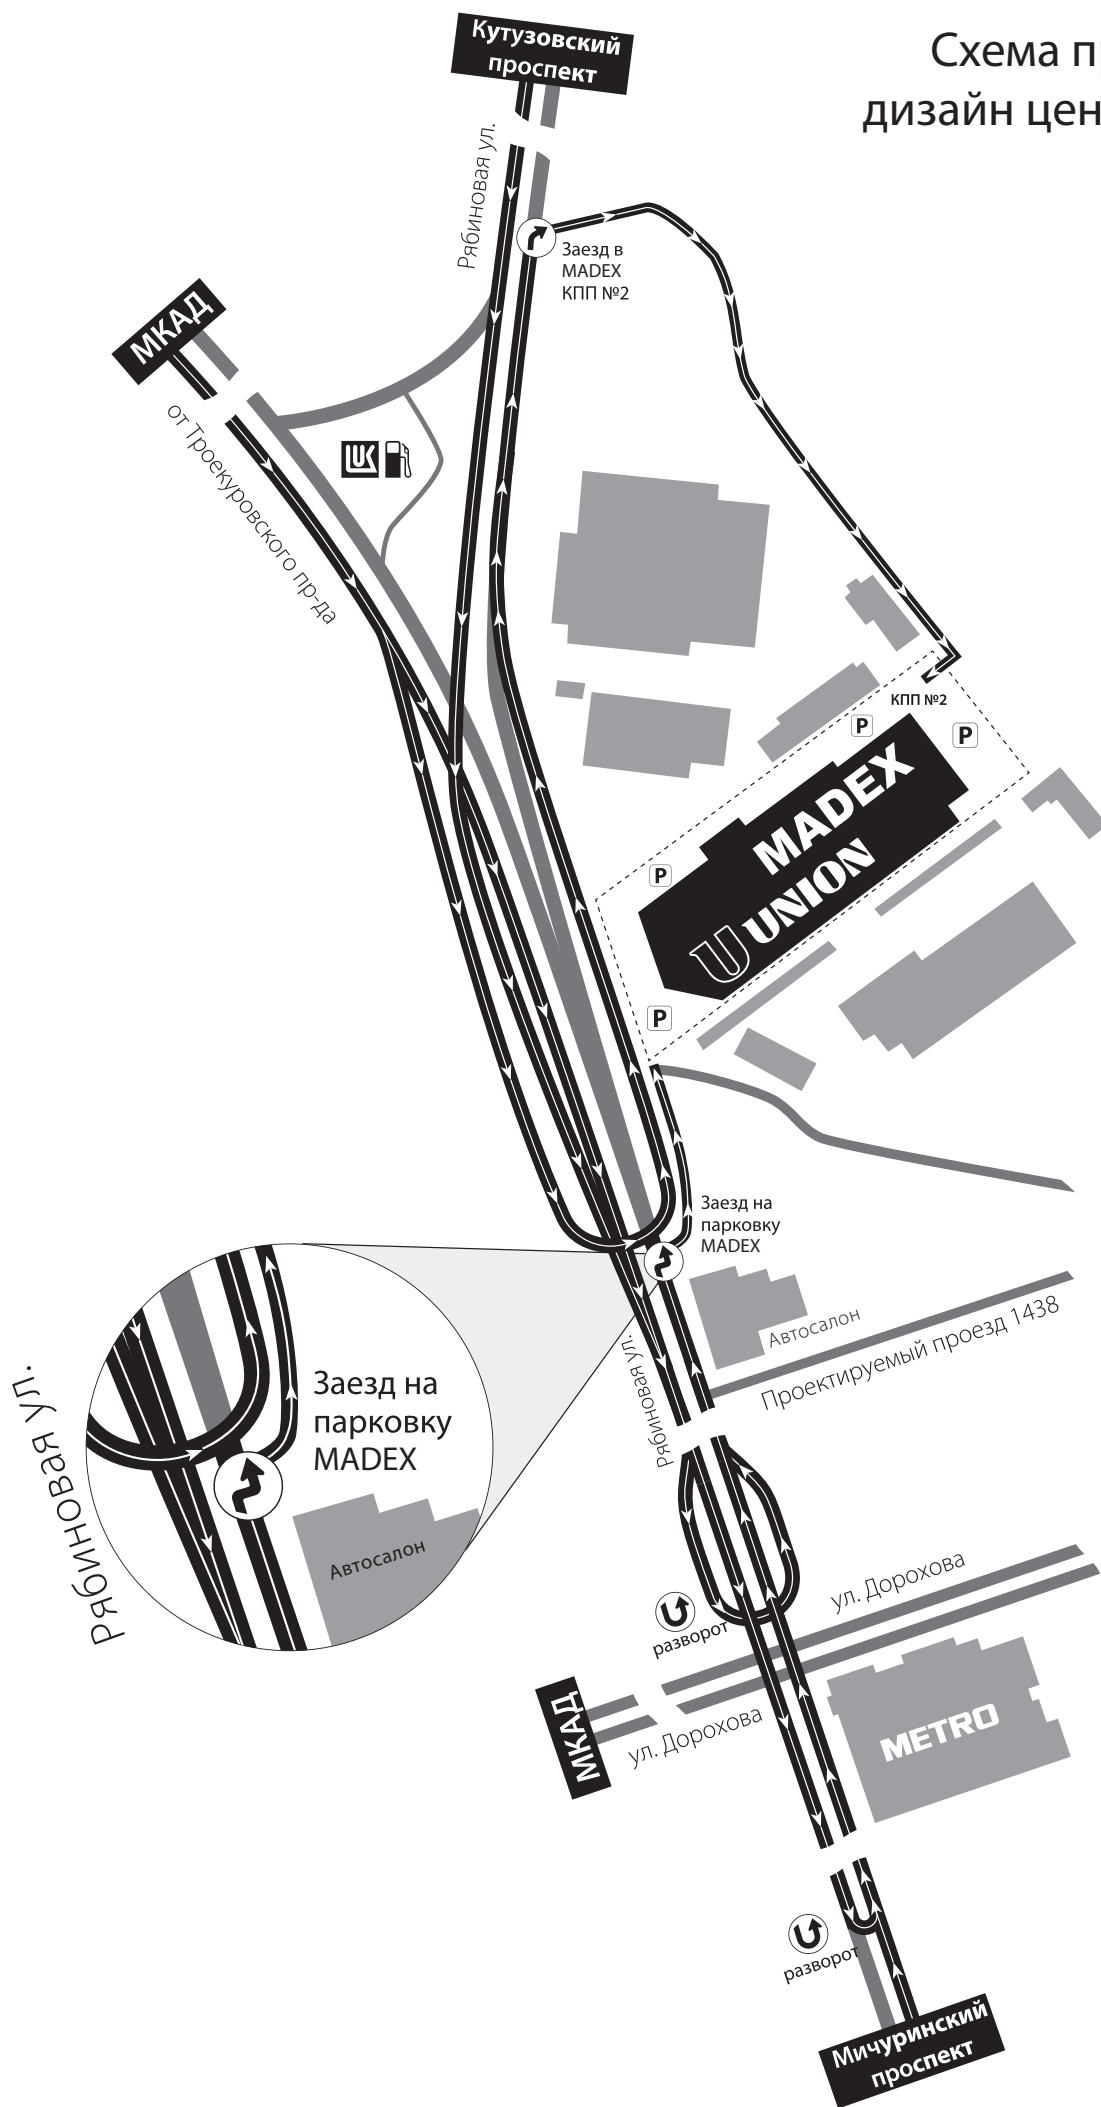 Кутузовский
проспект
Схема п
дизайн цен
Рябиновая ул.
Заезд в
MADEX
КПП №2
МКАД
от Троекуровского пр-да
LUK
КПП №2
P
P
MADEX
U UNION
P
P
Заезд на
парковку
MADEX
Автосалон
Проектируемый проезд 1438
Рябиновая ул.
Рябиновая ул.
Заезд на
парковку
MADEX
Автосалон
ул. Дорохова
разворот
МКАД
ул. Дорохова
METRO
разворот
Мичуринский
проспект